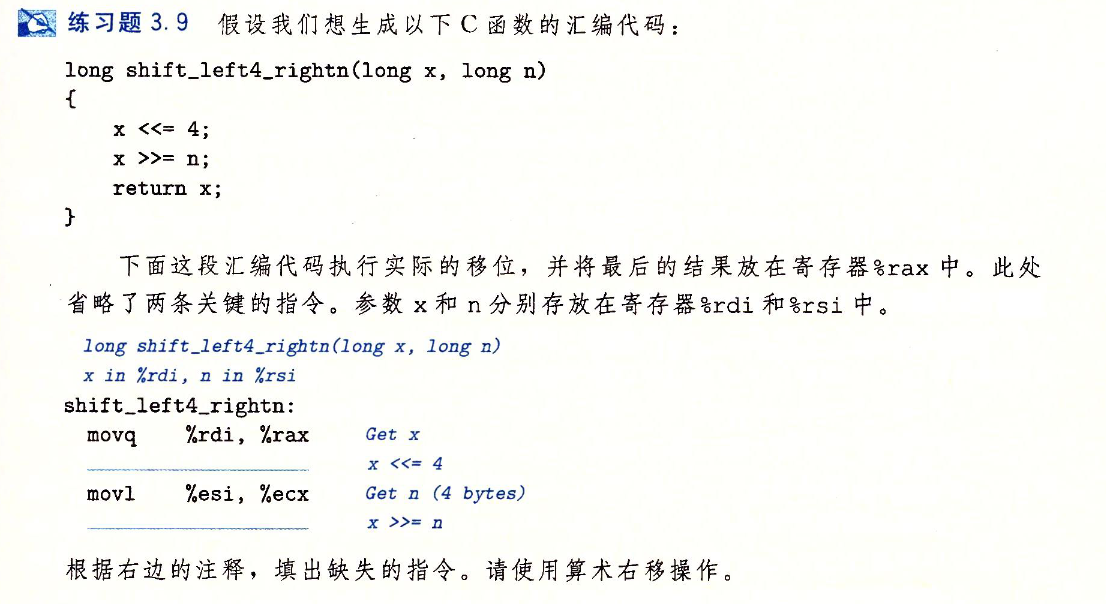 练习题 3.9 假设我们想生成以下 C 函数的汇编代码：
long shift_left4_rightn(long x, long n)
{
    x <<= 4;
    x >>= n;
    return x;
}
下面这段汇编代码执行实际的移位，并将最后的结果放在寄存器%rax 中。此处
省略了两条关键的指令。参数 x 和 n 分别存放在寄存器%rdi 和%rsi 中。
long shift_left4_rightn(long x, long n)
x in %rdi, n in %rsi
shift_left4_rightn:
movq %rdi, %rax Get x
x <<= 4
movl %esi, %ecx Get n (4 bytes)
x >>= n
根据右边的注释，填出缺失的指令。请使用算术右移操作。